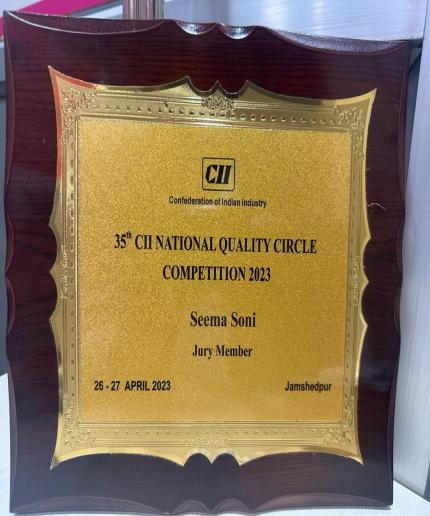 CII
Confederation of Indian Industry
35th CII NATIONAL QUALITY CIRCLE
COMPETITION 2023
Seema Soni
Jury Member
26 - 27 APRIL 2023 Jamshedpur